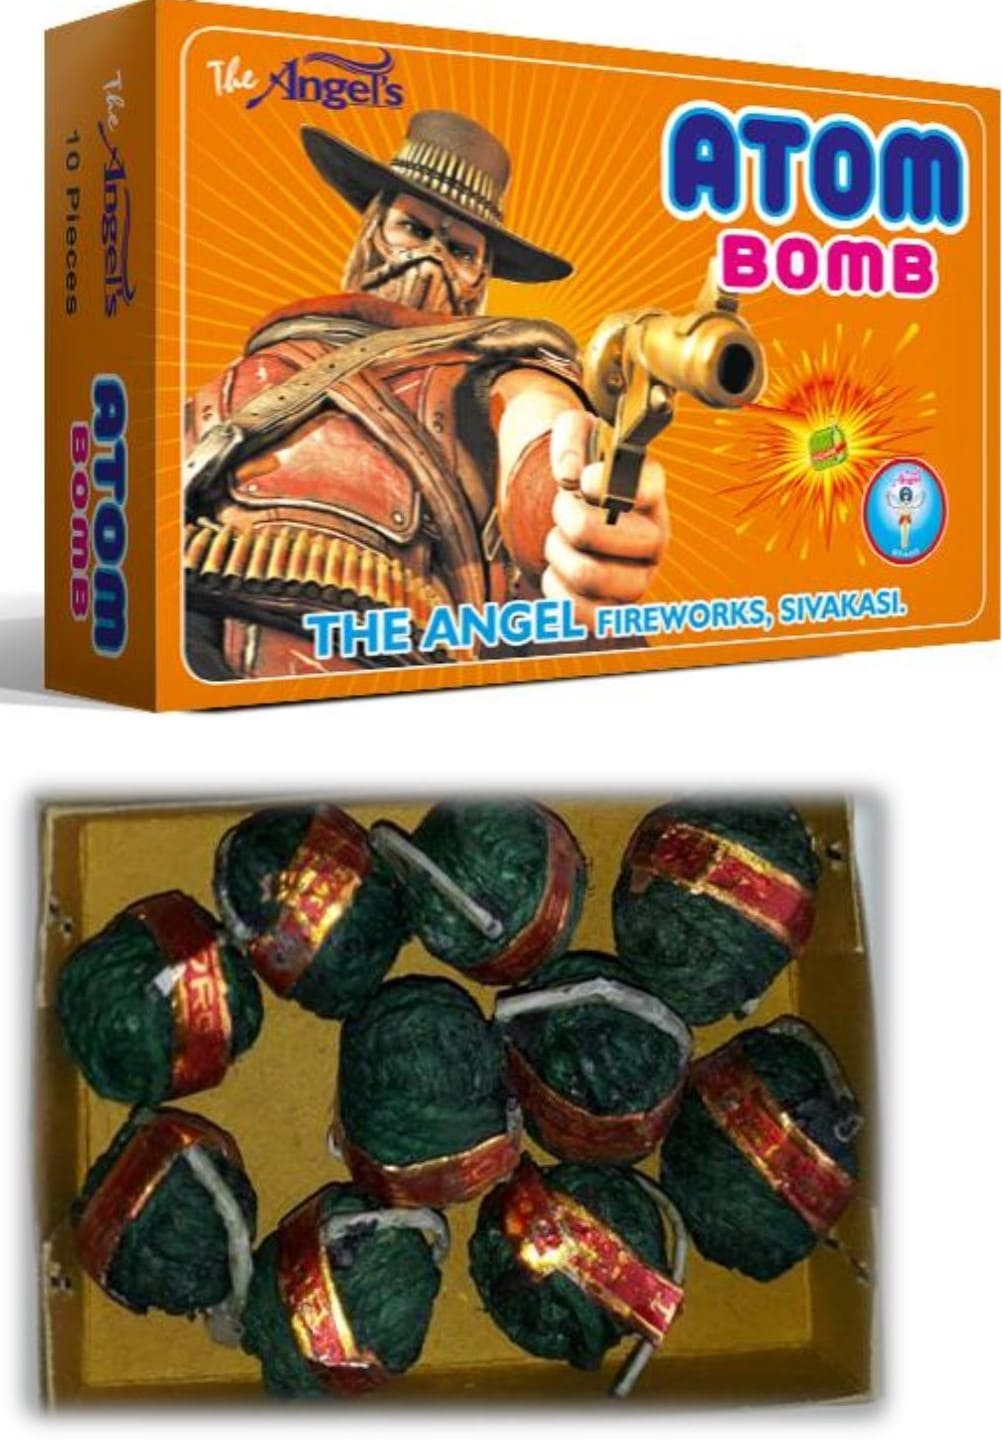 The Angel's
10 Pieces
ATOM
BOMB
The Angel's
ATOM
BOMB
THE ANGEL FIREWORKS, SIVAKASI.